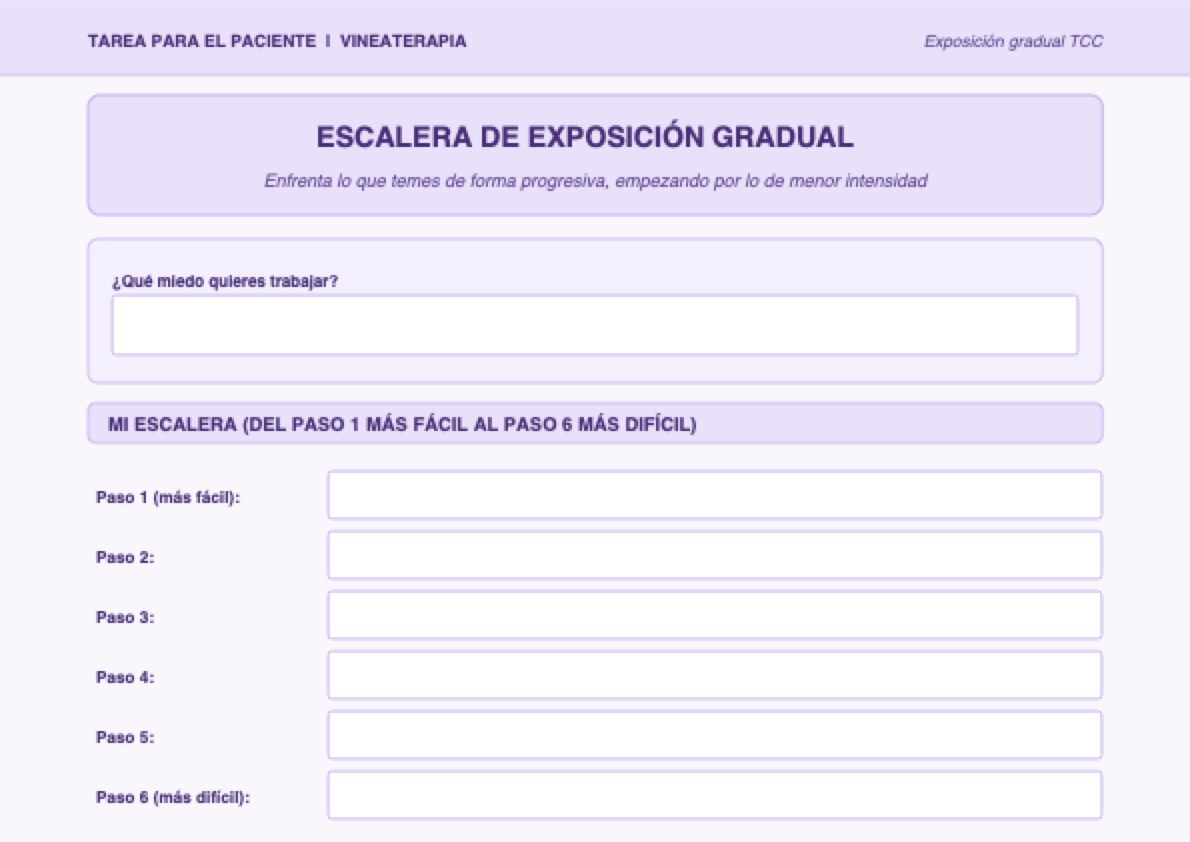 TAREA PARA EL PACIENTE | VINEATERAPIA
Exposición gradual TCC
ESCALERA DE EXPOSICIÓN GRADUAL
Enfrenta lo que temes de forma progresiva, empezando por lo de menor intensidad
¿Qué miedo quieres trabajar?
MI ESCALERA (DEL PASO 1 MÁS FÁCIL AL PASO 6 MÁS DIFÍCIL)
Paso 1 (más fácil):
Paso 2:
Paso 3:
Paso 4:
Paso 5:
Paso 6 (más difícil):